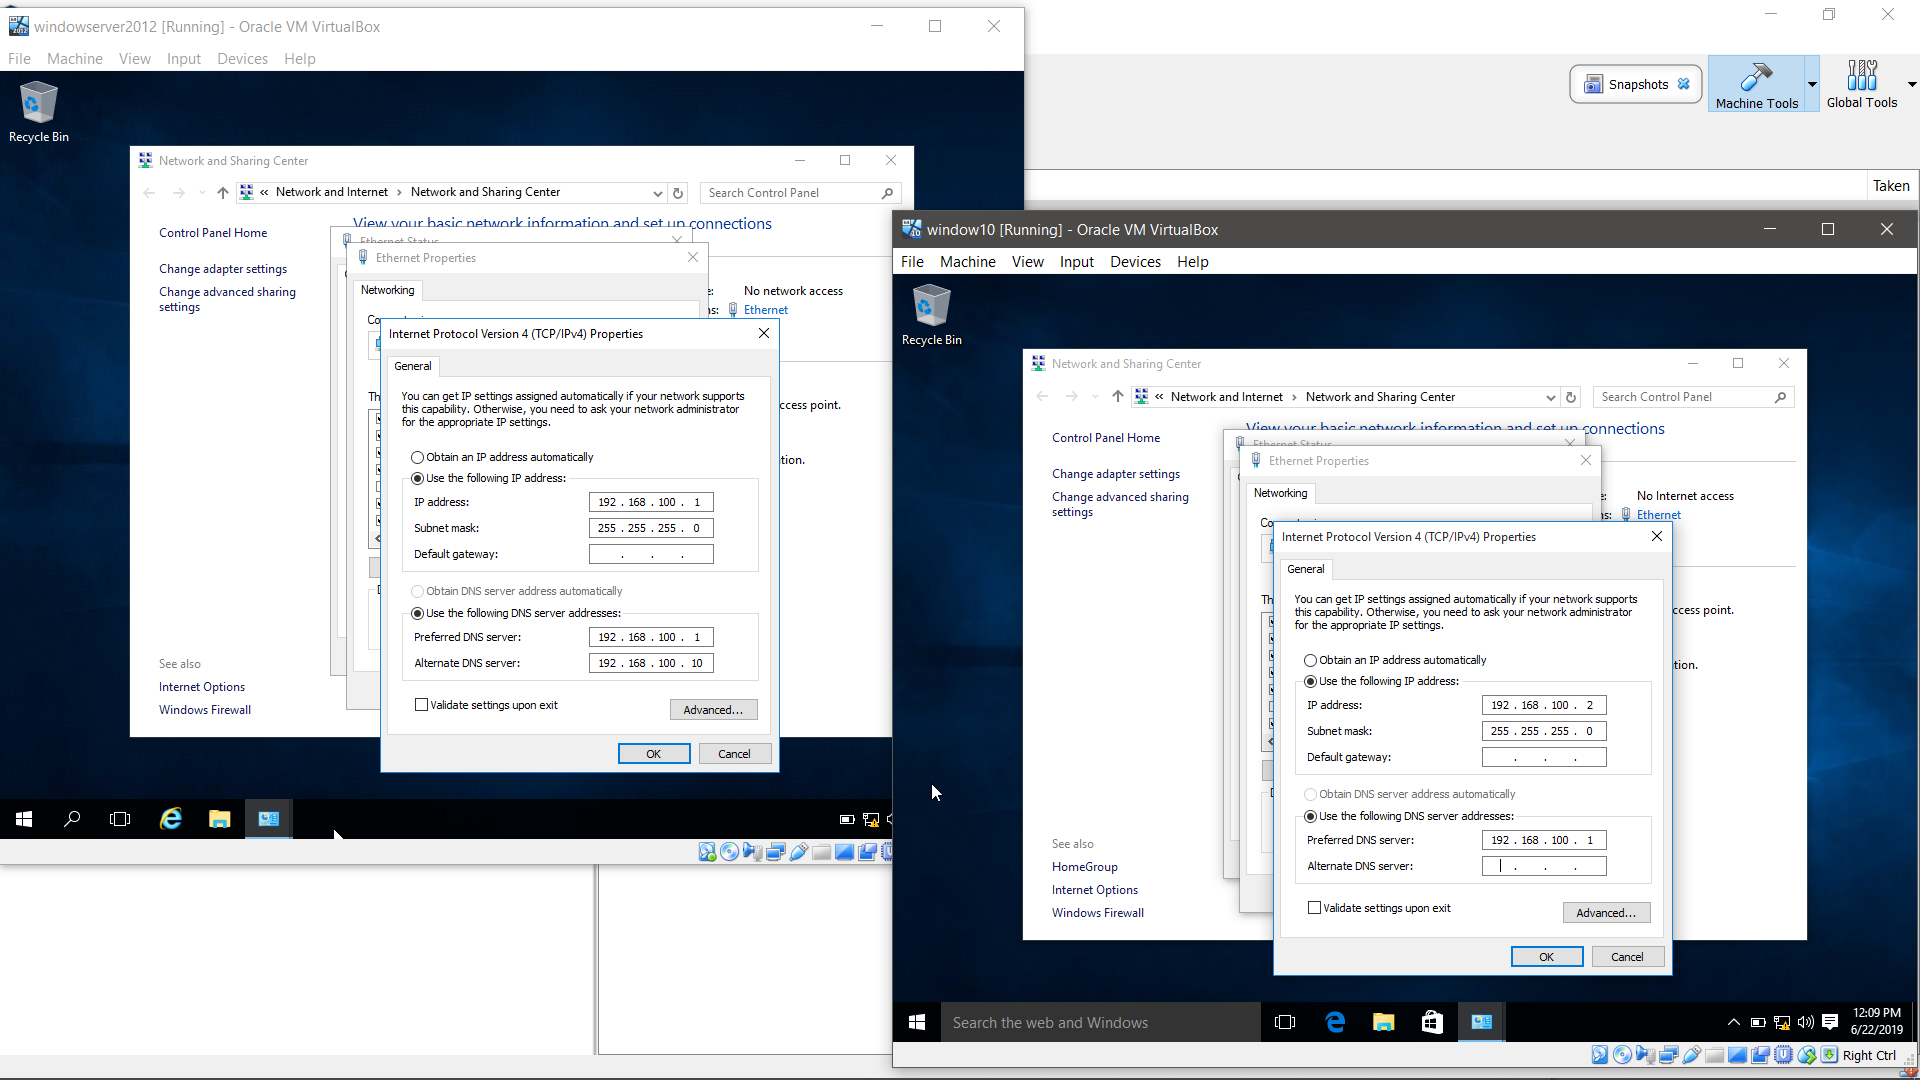 windowserver2012 [Running] - Oracle VM VirtualBox
File Machine View Input Devices Help
Recycle Bin
Network and Sharing Center
« Network and Internet › Network and Sharing Center
Search Control Panel
Control Panel Home
Change adapter settings
Change advanced sharing settings
See also
Internet Options
Windows Firewall
View your basic network information and set up connections
No network access
Ethernet
Ethernet Status
Ethernet Properties
Networking
Internet Protocol Version 4 (TCP/IPv4) Properties
General
You can get IP settings assigned automatically if your network supports
this capability. Otherwise, you need to ask your network administrator
for the appropriate IP settings.
Obtain an IP address automatically
Use the following IP address:
IP address: 192 . 168 . 100 . 1
Subnet mask: 255 . 255 . 255 . 0
Default gateway: . . .
Obtain DNS server address automatically
Use the following DNS server addresses:
Preferred DNS server: 192 . 168 . 100 . 1
Alternate DNS server: 192 . 168 . 100 . 10
Validate settings upon exit
Advanced...
OK Cancel
Snapshots
Machine Tools
Global Tools
Taken
window10 [Running] - Oracle VM VirtualBox
File Machine View Input Devices Help
Recycle Bin
Network and Sharing Center
« Network and Internet › Network and Sharing Center
Search Control Panel
Control Panel Home
Change adapter settings
Change advanced sharing settings
See also
HomeGroup
Internet Options
Windows Firewall
View your basic network information and set up connections
No Internet access
Ethernet
Ethernet Status
Ethernet Properties
Networking
Internet Protocol Version 4 (TCP/IPv4) Properties
General
You can get IP settings assigned automatically if your network supports
this capability. Otherwise, you need to ask your network administrator
for the appropriate IP settings.
Obtain an IP address automatically
Use the following IP address:
IP address: 192 . 168 . 100 . 2
Subnet mask: 255 . 255 . 255 . 0
Default gateway: . . .
Obtain DNS server address automatically
Use the following DNS server addresses:
Preferred DNS server: 192 . 168 . 100 . 1
Alternate DNS server: . . .
Validate settings upon exit
Advanced...
OK Cancel
Search the web and Windows
12:09 PM
6/22/2019
Right Ctrl